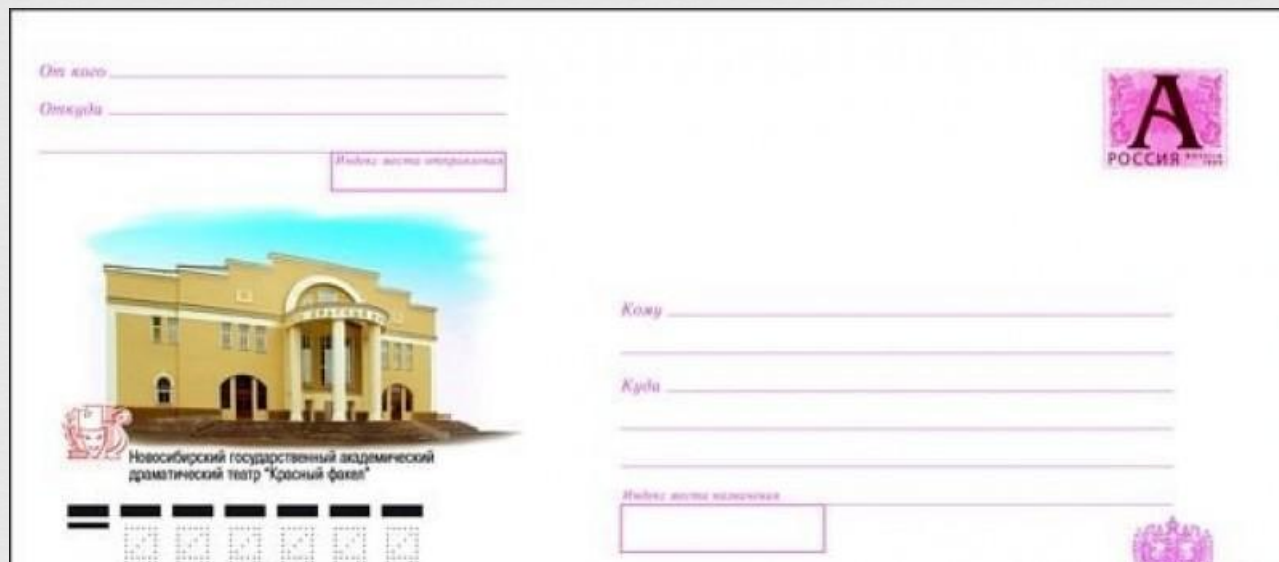 От кого
Откуда
Индекс места отправления
А
РОССИЯ
Кому
Куда
Новосибирский государственный академический
драматический театр "Красный факел"
Индекс места назначения